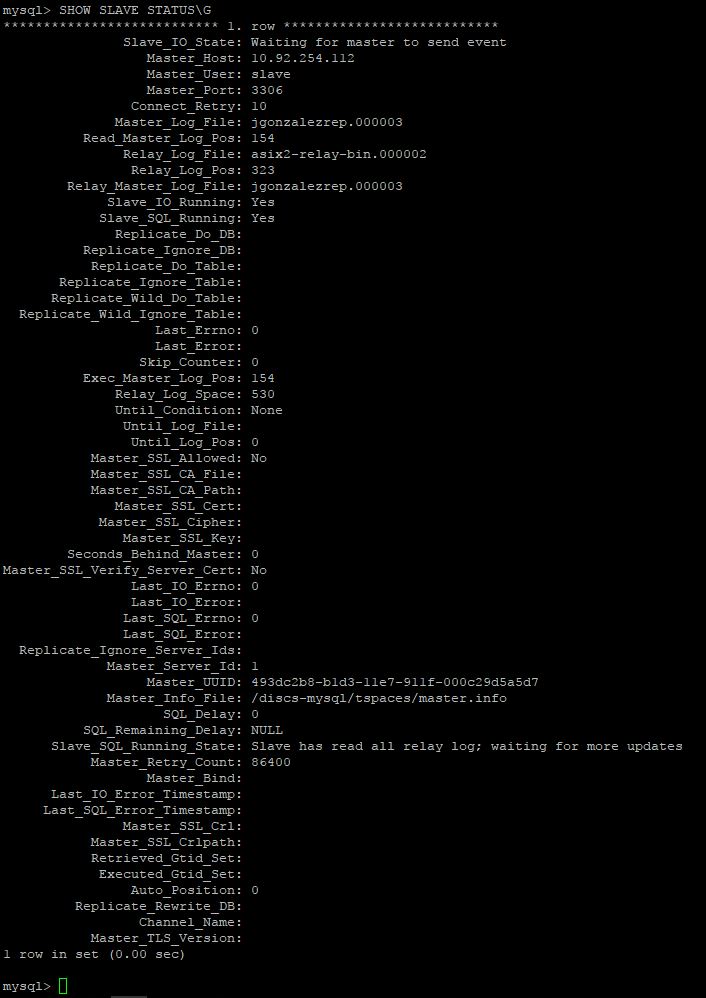 mysql> SHOW SLAVE STATUS\G
*************************** 1. row ***************************
Slave_IO_State: Waiting for master to send event
Master_Host: 10.92.254.112
Master_User: slave
Master_Port: 3306
Connect_Retry: 10
Master_Log_File: jgonzalezrep.000003
Read_Master_Log_Pos: 154
Relay_Log_File: asix2-relay-bin.000002
Relay_Log_Pos: 323
Relay_Master_Log_File: jgonzalezrep.000003
Slave_IO_Running: Yes
Slave_SQL_Running: Yes
Replicate_Do_DB:
Replicate_Ignore_DB:
Replicate_Do_Table:
Replicate_Ignore_Table:
Replicate_Wild_Do_Table:
Replicate_Wild_Ignore_Table:
Last_Errno: 0
Last_Error:
Skip_Counter: 0
Exec_Master_Log_Pos: 154
Relay_Log_Space: 530
Until_Condition: None
Until_Log_File:
Until_Log_Pos: 0
Master_SSL_Allowed: No
Master_SSL_CA_File:
Master_SSL_CA_Path:
Master_SSL_Cert:
Master_SSL_Cipher:
Master_SSL_Key:
Seconds_Behind_Master: 0
Master_SSL_Verify_Server_Cert: No
Last_IO_Errno: 0
Last_IO_Error:
Last_SQL_Errno: 0
Last_SQL_Error:
Replicate_Ignore_Server_Ids:
Master_Server_Id: 1
Master_UUID: 493dc2b8-b1d3-11e7-911f-000c29d5a5d7
Master_Info_File: /discs-mysql/tspaces/master.info
SQL_Delay: 0
SQL_Remaining_Delay: NULL
Slave_SQL_Running_State: Slave has read all relay log; waiting for more updates
Master_Retry_Count: 86400
Master_Bind:
Last_IO_Error_Timestamp:
Last_SQL_Error_Timestamp:
Master_SSL_Crl:
Master_SSL_Crlpath:
Retrieved_Gtid_Set:
Executed_Gtid_Set:
Auto_Position: 0
Replicate_Rewrite_DB:
Channel_Name:
Master_TLS_Version:
1 row in set (0.00 sec)
mysql>